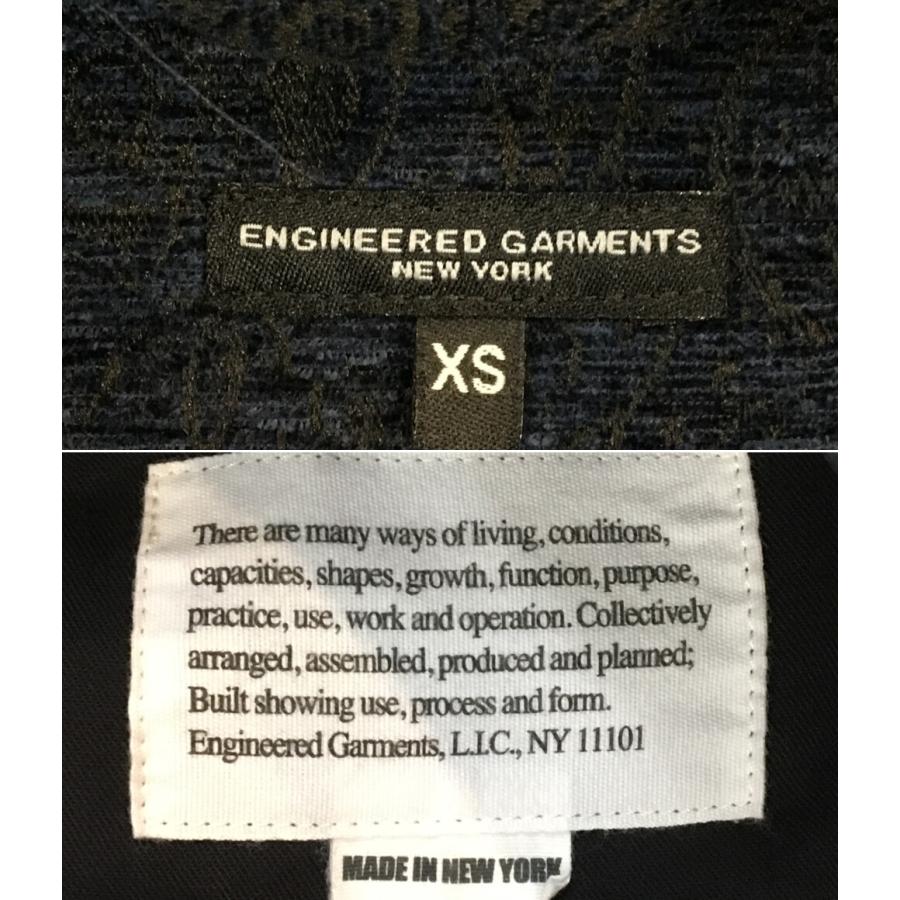 ENGINEERED GARMENTS
NEW YORK
XS
There are many ways of living, conditions,
capacities, shapes, growth, function, purpose,
practice, use, work and operation. Collectively
arranged, assembled, produced and planned;
Built showing use, process and form.
Engineered Garments, L.I.C., NY 11101
MADE IN NEW YORK